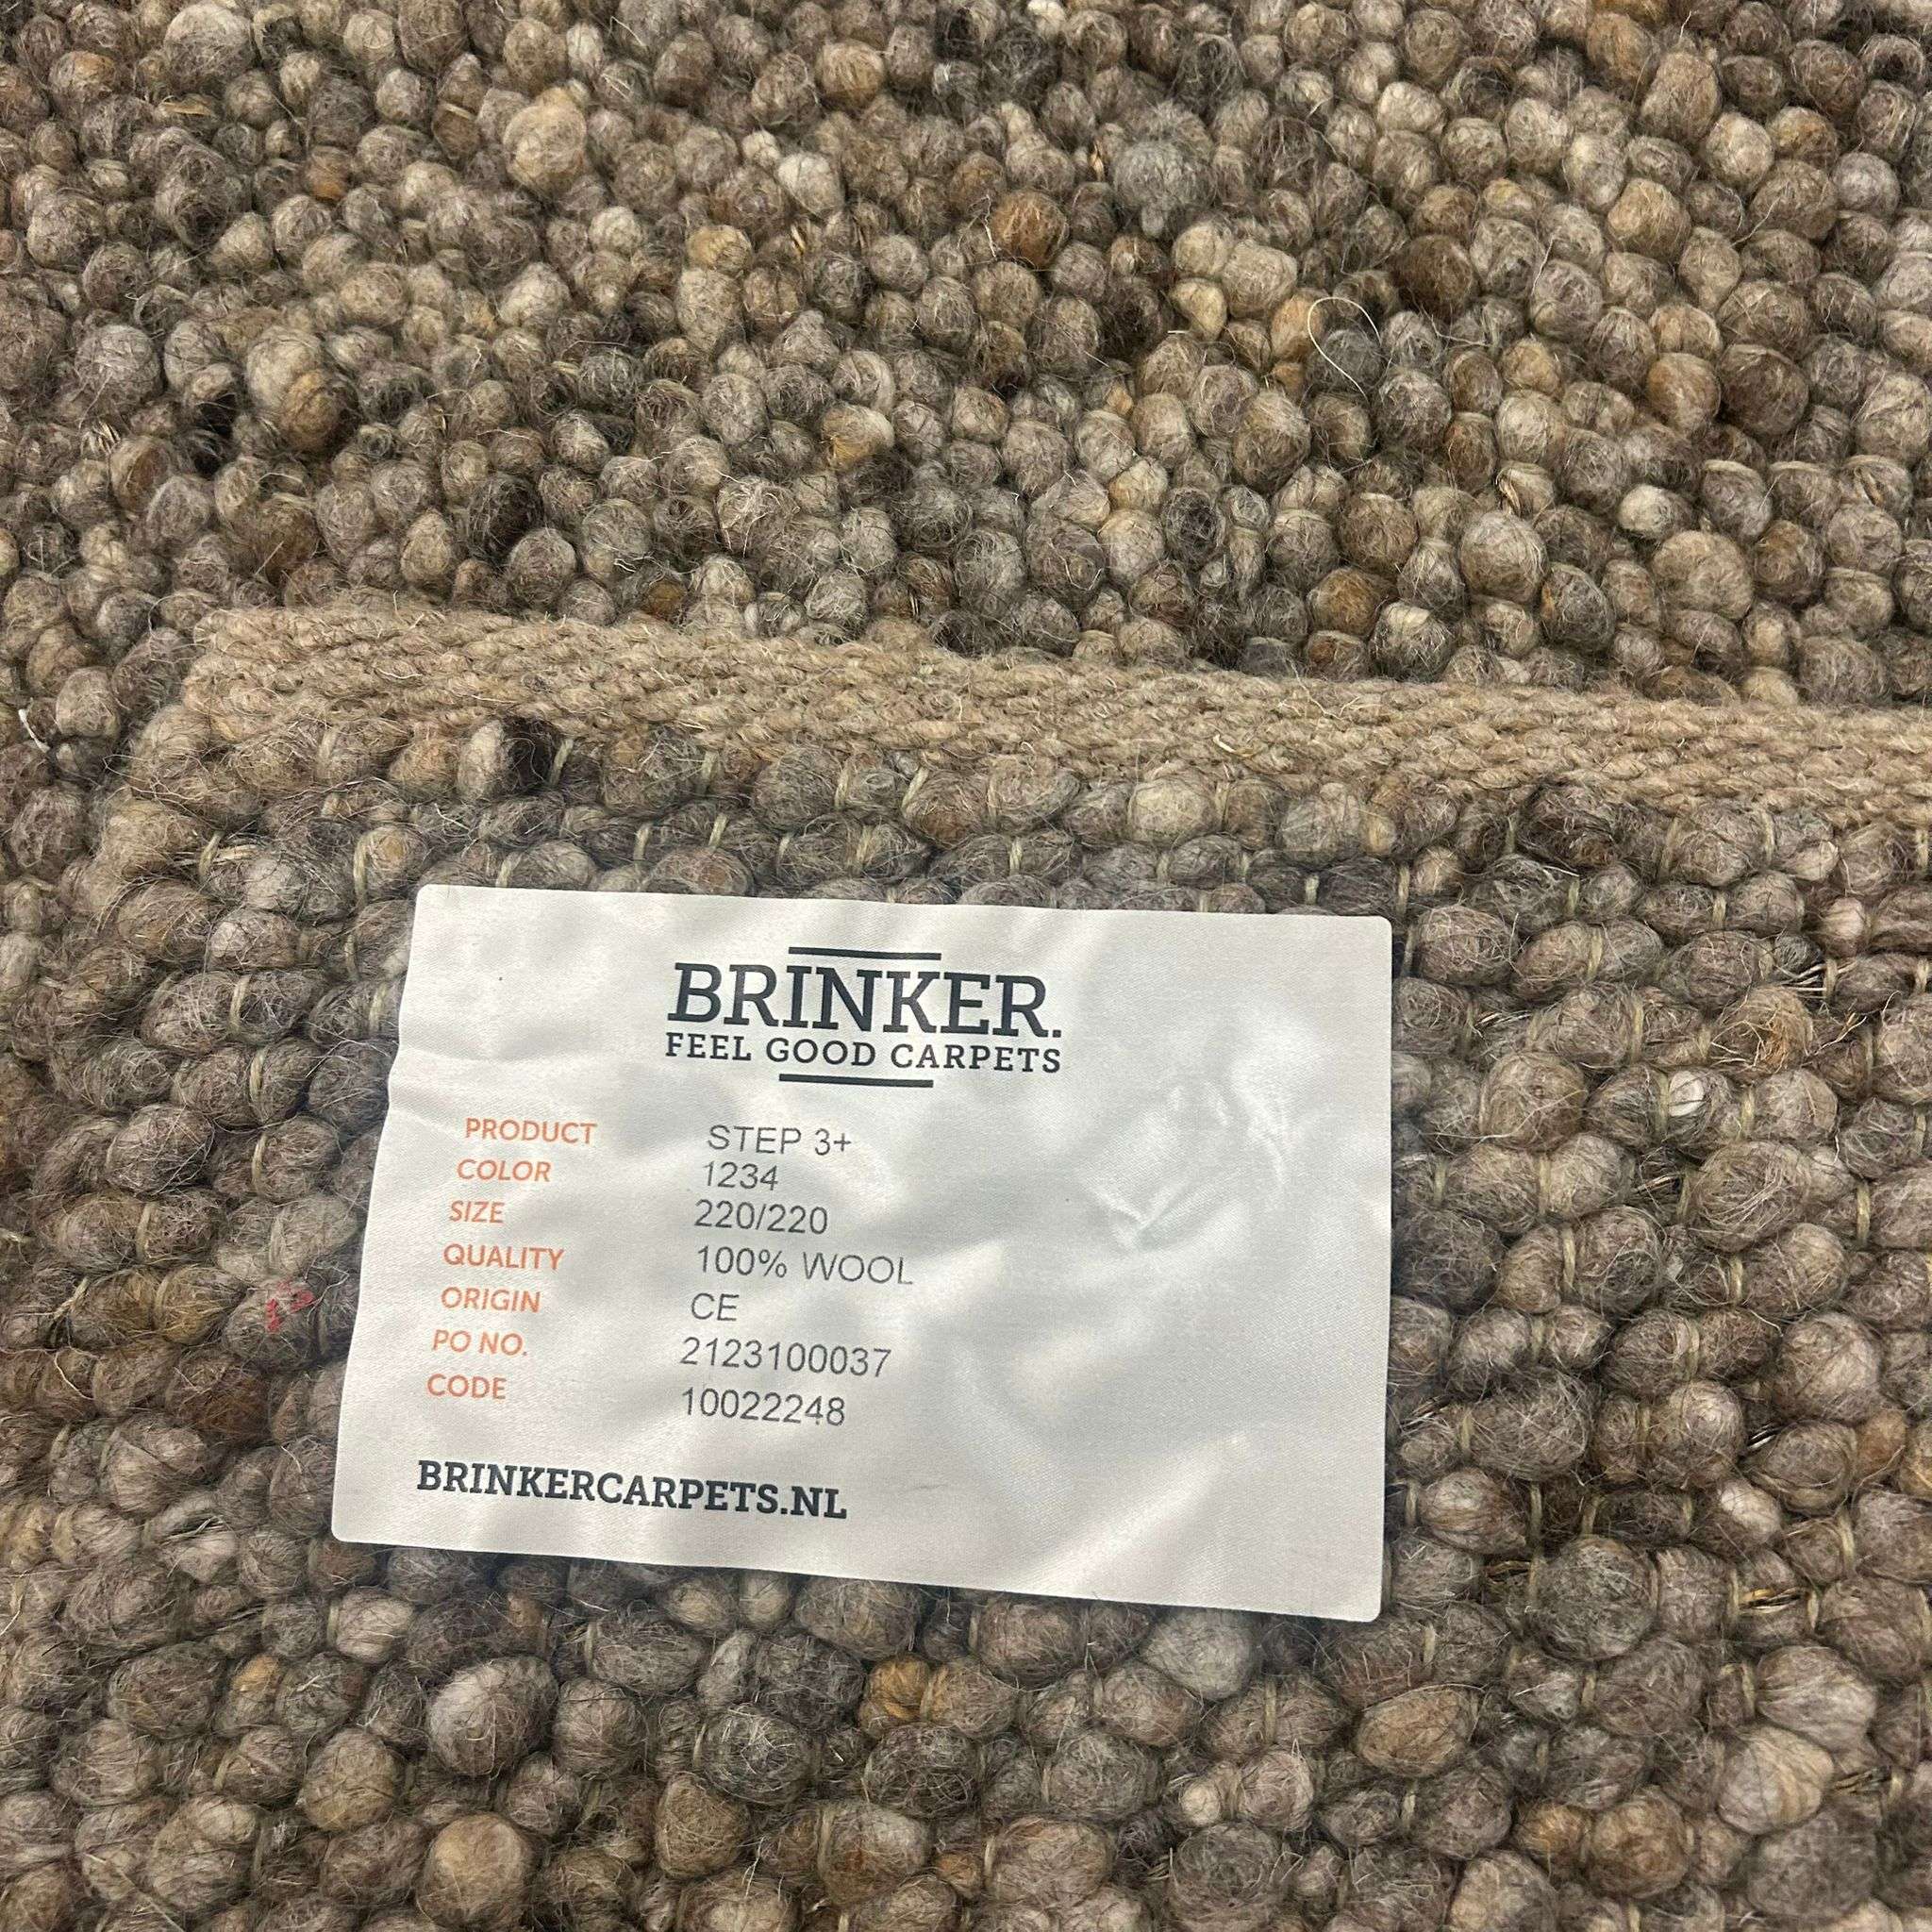 BRINKER.
FEEL GOOD CARPETS
PRODUCT STEP 3+
COLOR 1234
SIZE 220/220
QUALITY 100% WOOL
ORIGIN CE
PO NO. 2123100037
CODE 10022248
BRINKERCARPETS.NL